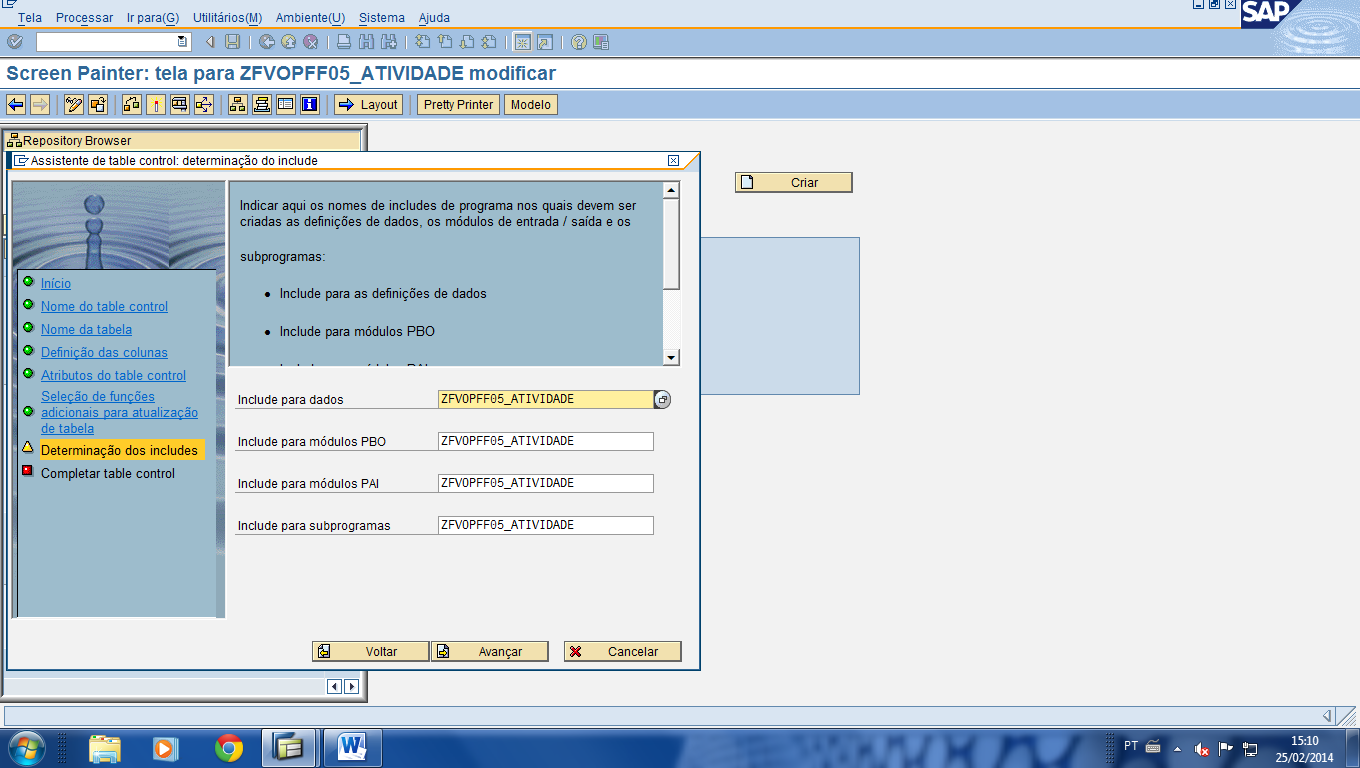 Tela Processar Ir para(G) Utilitários(M) Ambiente(U) Sistema Ajuda
SAP
Screen Painter: tela para ZFVOPFF05_ATIVIDADE modificar
Layout Pretty Printer Modelo
Repository Browser
Assistente de table control: determinação do include
Criar
Indicar aqui os nomes de includes de programa nos quais devem ser
criadas as definições de dados, os módulos de entrada / saída e os
subprogramas:
• Include para as definições de dados
• Include para módulos PBO
Início
Nome do table control
Nome da tabela
Definição das colunas
Atributos do table control
Seleção de funções
adicionais para atualização
de tabela
Determinação dos includes
Completar table control
Include para dados ZFVOPFF05_ATIVIDADE
Include para módulos PBO ZFVOPFF05_ATIVIDADE
Include para módulos PAI ZFVOPFF05_ATIVIDADE
Include para subprogramas ZFVOPFF05_ATIVIDADE
Voltar Avançar Cancelar
PT
15:10
25/02/2014